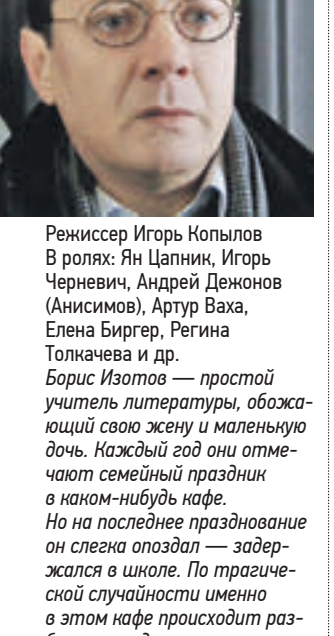 Режиссер Игорь Копылов
В ролях: Ян Цапник, Игорь
Черневич, Андрей Дежонов
(Анисимов), Артур Ваха,
Елена Биргер, Регина
Толкачева и др.
Борис Изотов — простой
учитель литературы, обожа-
ющий свою жену и маленькую
дочь. Каждый год они отме-
чают семейный праздник
в каком-нибудь кафе.
Но на последнее празднование
он слегка опоздал — задер-
жался в школе. По трагиче-
ской случайности именно
в этом кафе происходит раз-